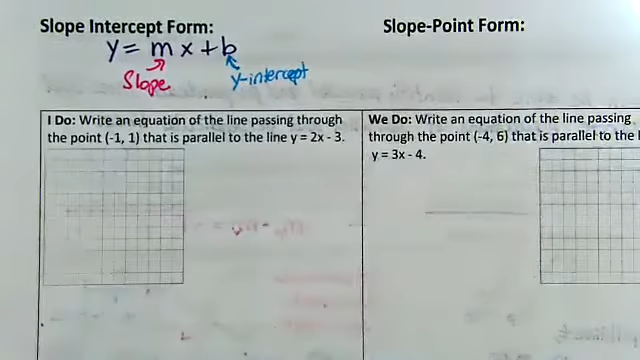 Slope Intercept Form:
y = mx + b
Slope
y-intercept
Slope-Point Form:
I Do: Write an equation of the line passing through
the point (-1, 1) that is parallel to the line y = 2x - 3.
We Do: Write an equation of the line passing
through the point (-4, 6) that is parallel to the
y = 3x - 4.